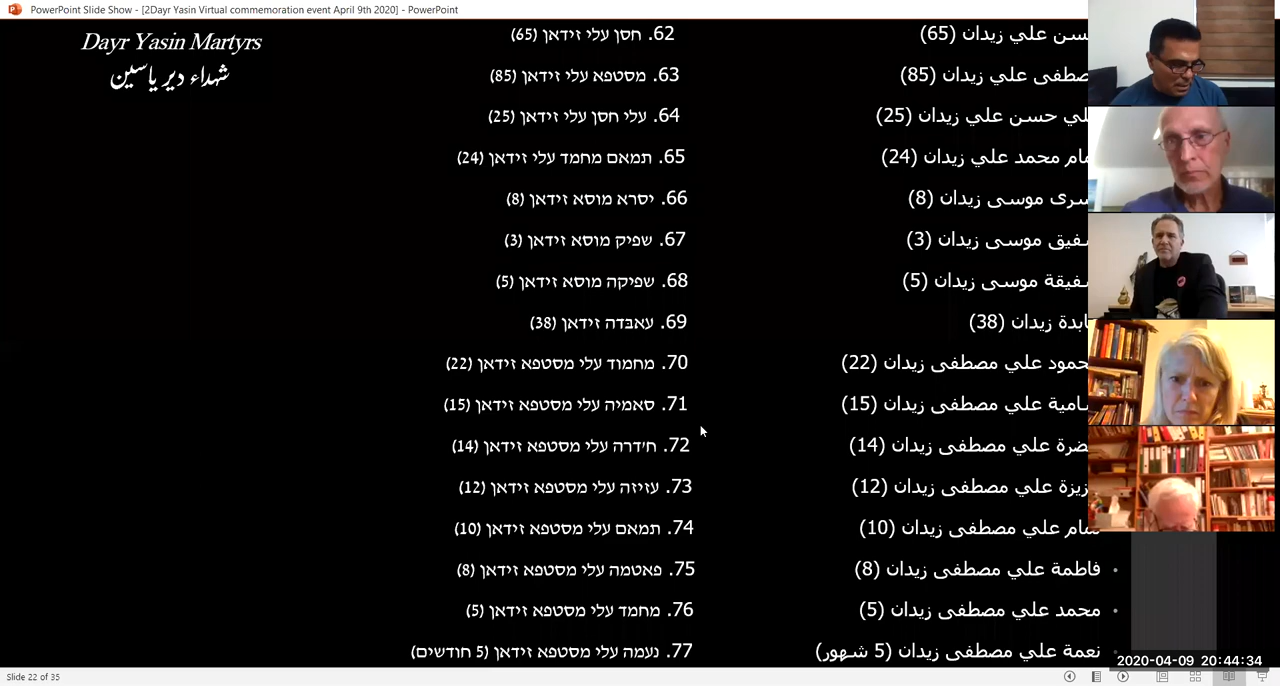 PowerPoint Slide Show - [2Dayr Yasin Virtual commemoration event April 9th 2020] - PowerPoint
Dayr Yasin Martyrs
شهداء دير ياسين
62. חסן עלי זידאן (65)
علي زيدان (65)
63. מסטפא עלי זידאן (85)
علي زيدان (85)
64. עלי חסן עלי זידאן (25)
حسن علي زيدان (25)
65. תמאם מחמד עלי זידאן (24)
محمد علي زيدان (24)
66. יסרא מוסא זידאן (8)
موسى زيدان (8)
67. שפיק מוסא זידאן (3)
موسى زيدان (3)
68. שפיקה מוסא זידאן (5)
موسى زيدان (5)
69. עאבדה זידאן (38)
زيدان (38)
70. מחמוד עלי מסטפא זידאן (22)
علي مصطفى زيدان (22)
71. סאמיה עלי מסטפא זידאן (15)
علي مصطفى زيدان (15)
72. ח'דרה עלי מסטפא זידאן (14)
علي مصطفى زيدان (14)
73. עזיזה עלי מסטפא זידאן (12)
علي مصطفى زيدان (12)
74. תמאם עלי מסטפא זידאן (10)
علي مصطفى زيدان (10)
75. פאטמה עלי מסטפא זידאן (8)
• فاطمة علي مصطفى زيدان (8)
76. מחמד עלי מסטפא זידאן (5)
• محمد علي مصطفى زيدان (5)
77. נעמה עלי מסטפא זידאן (5 חודשים)
• نعمة علي مصطفى زيدان (5 شهور)
2020-04-09 20:44:34
Slide 22 of 35